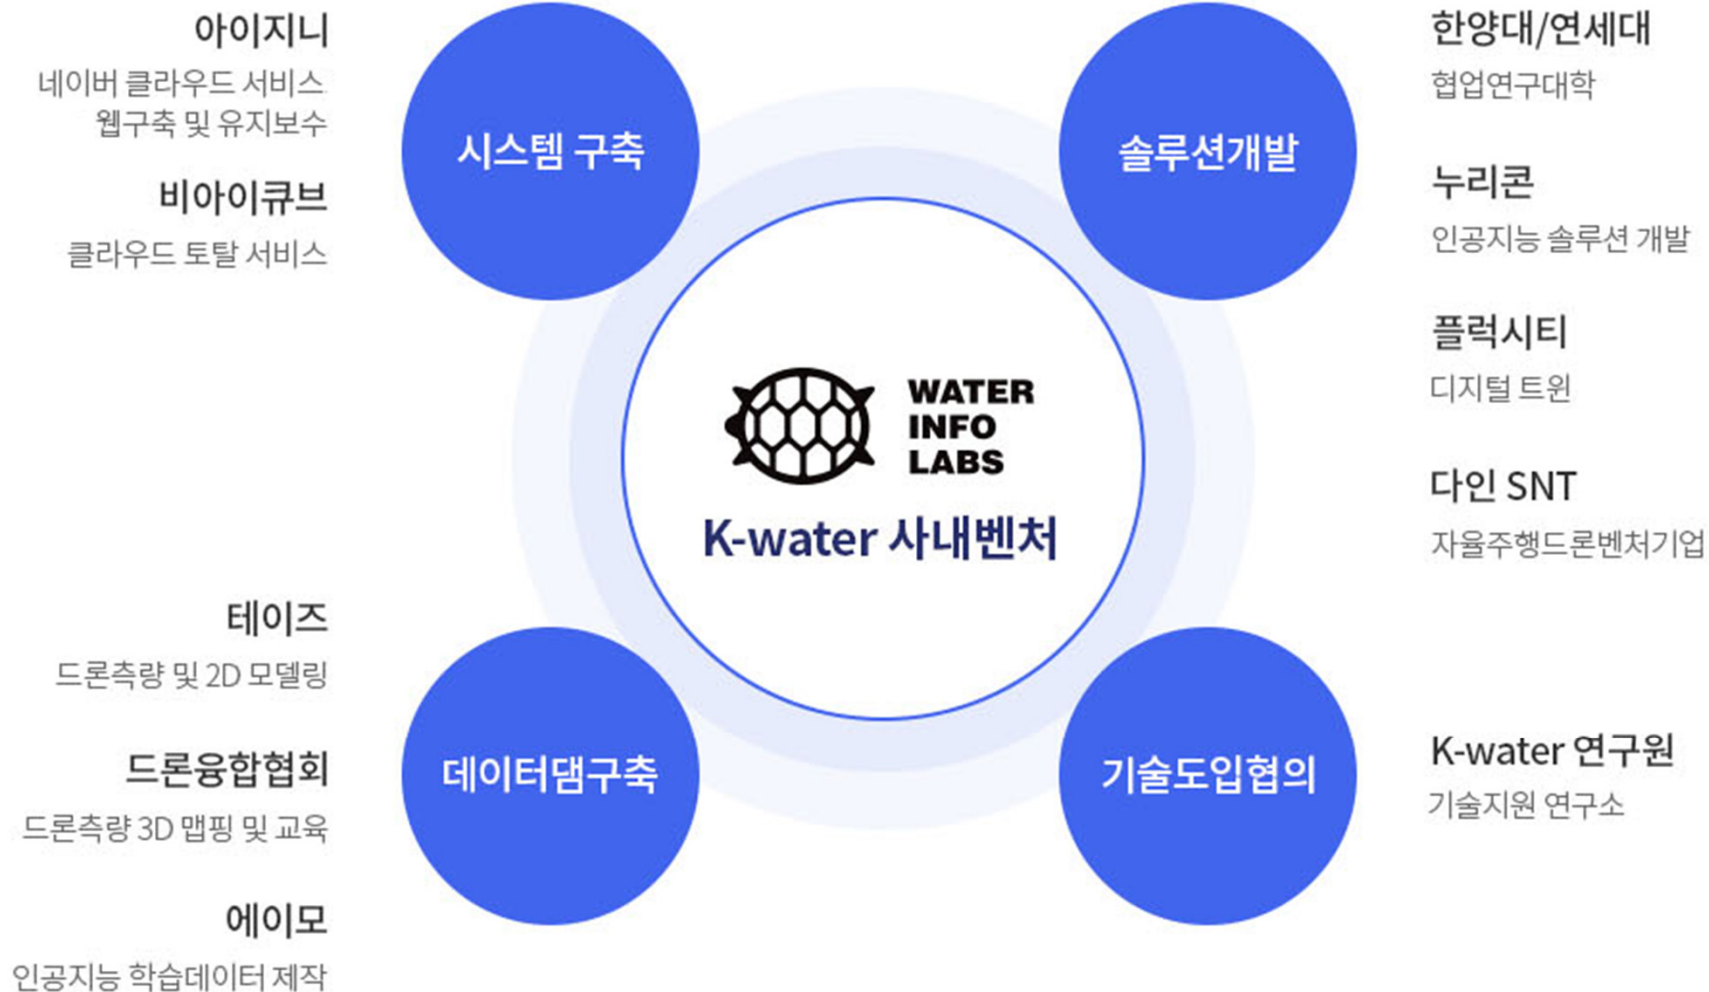 아이지니
네이버 클라우드 서비스
웹구축 및 유지보수
비아이큐브
클라우드 토탈 서비스
시스템 구축
솔루션개발
한양대/연세대
협업연구대학
누리콘
인공지능 솔루션 개발
플럭시티
디지털 트윈
다인 SNT
자율주행드론벤처기업
WATER
INFO
LABS
K-water 사내벤처
테이즈
드론측량 및 2D 모델링
드론융합협회
드론측량 3D 맵핑 및 교육
에이모
인공지능 학습데이터 제작
데이터댐구축
기술도입협의
K-water 연구원
기술지원 연구소